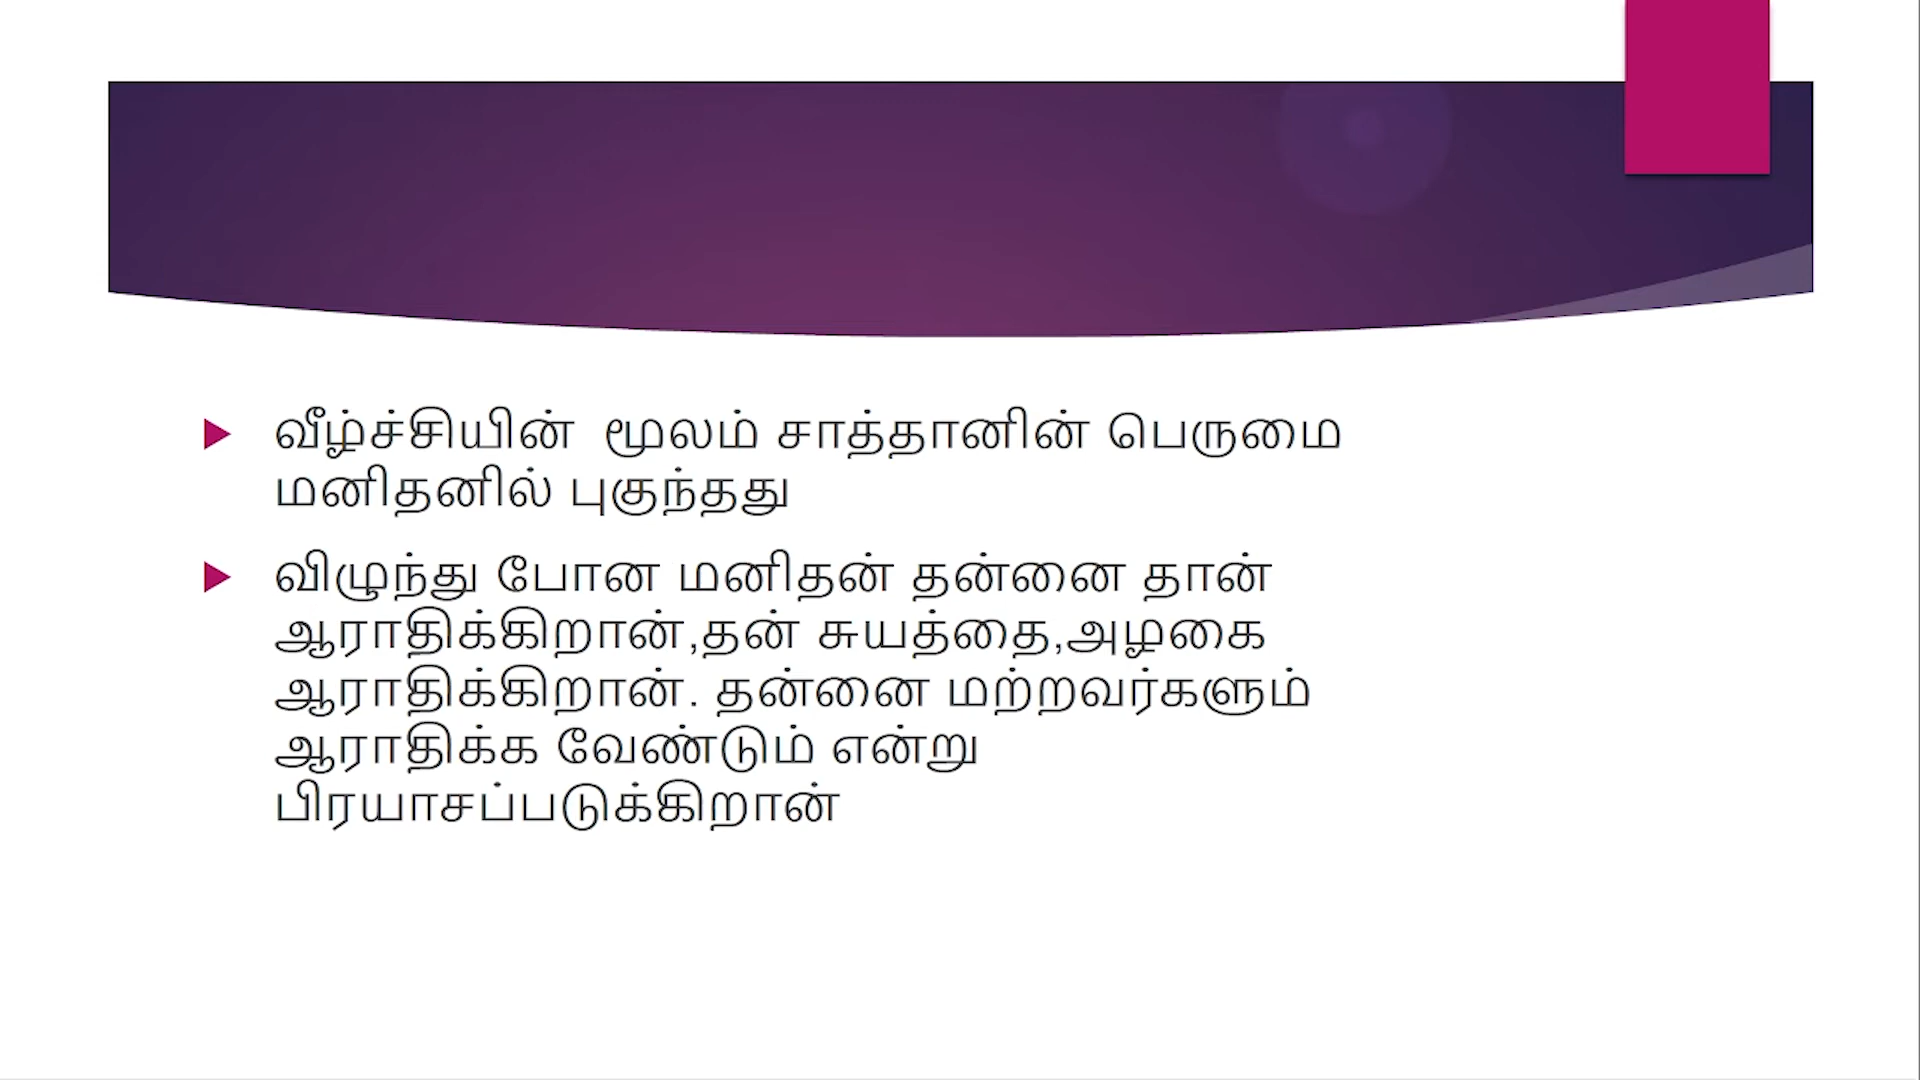 வீழ்ச்சியின் மூலம் சாத்தானின் பெருமை
மனிதனில் புகுந்தது
விழுந்து போன மனிதன் தன்னை தான்
ஆராதிக்கிறான்,தன் சுயத்தை,அழகை
ஆராதிக்கிறான். தன்னை மற்றவர்களும்
ஆராதிக்க வேண்டும் என்று
பிரயாசப்படுக்கிறான்